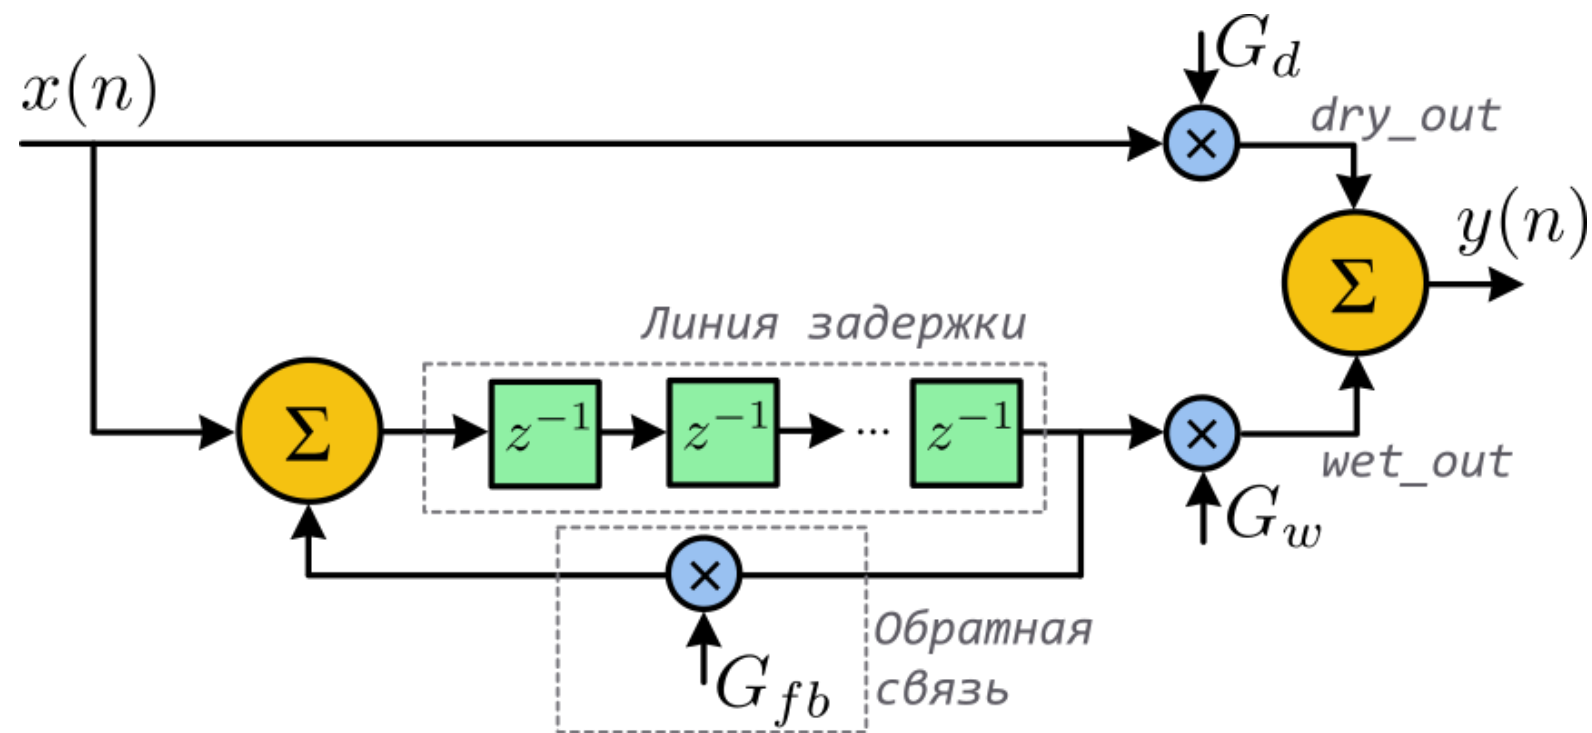 x(n)
G_d
×
dry_out
y(n)
Σ
Линия задержки
Σ
z^{-1}
z^{-1}
...
z^{-1}
×
wet_out
G_w
×
G_{fb}
Обратная
связь